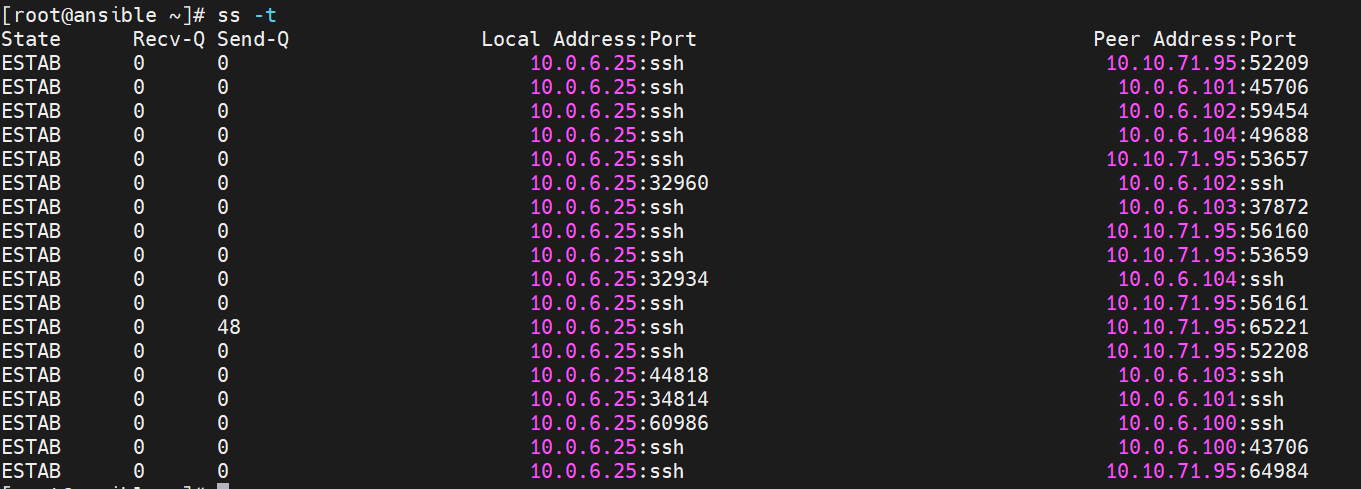 [root@ansible ~]# ss -t
State Recv-Q Send-Q Local Address:Port Peer Address:Port
ESTAB 0 0 10.0.6.25:ssh 10.10.71.95:52209
ESTAB 0 0 10.0.6.25:ssh 10.0.6.101:45706
ESTAB 0 0 10.0.6.25:ssh 10.0.6.102:59454
ESTAB 0 0 10.0.6.25:ssh 10.0.6.104:49688
ESTAB 0 0 10.0.6.25:ssh 10.10.71.95:53657
ESTAB 0 0 10.0.6.25:32960 10.0.6.102:ssh
ESTAB 0 0 10.0.6.25:ssh 10.0.6.103:37872
ESTAB 0 0 10.0.6.25:ssh 10.10.71.95:56160
ESTAB 0 0 10.0.6.25:ssh 10.10.71.95:53659
ESTAB 0 0 10.0.6.25:32934 10.0.6.104:ssh
ESTAB 0 0 10.0.6.25:ssh 10.10.71.95:56161
ESTAB 0 48 10.0.6.25:ssh 10.10.71.95:65221
ESTAB 0 0 10.0.6.25:ssh 10.10.71.95:52208
ESTAB 0 0 10.0.6.25:44818 10.0.6.103:ssh
ESTAB 0 0 10.0.6.25:34814 10.0.6.101:ssh
ESTAB 0 0 10.0.6.25:60986 10.0.6.100:ssh
ESTAB 0 0 10.0.6.25:ssh 10.0.6.100:43706
ESTAB 0 0 10.0.6.25:ssh 10.10.71.95:64984
[root@ansible ~]#